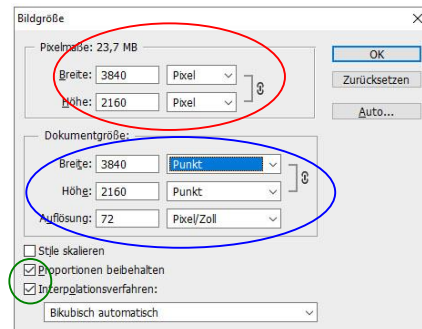 Bildgröße
Pixelmaße: 23,7 MB
Breite: 3840 Pixel
Höhe: 2160 Pixel
OK
Zurücksetzen
Auto...
Dokumentgröße:
Breite: 3840 Punkt
Höhe: 2160 Punkt
Auflösung: 72 Pixel/Zoll
Stile skalieren
Proportionen beibehalten
Interpolationsverfahren:
Bikubisch automatisch